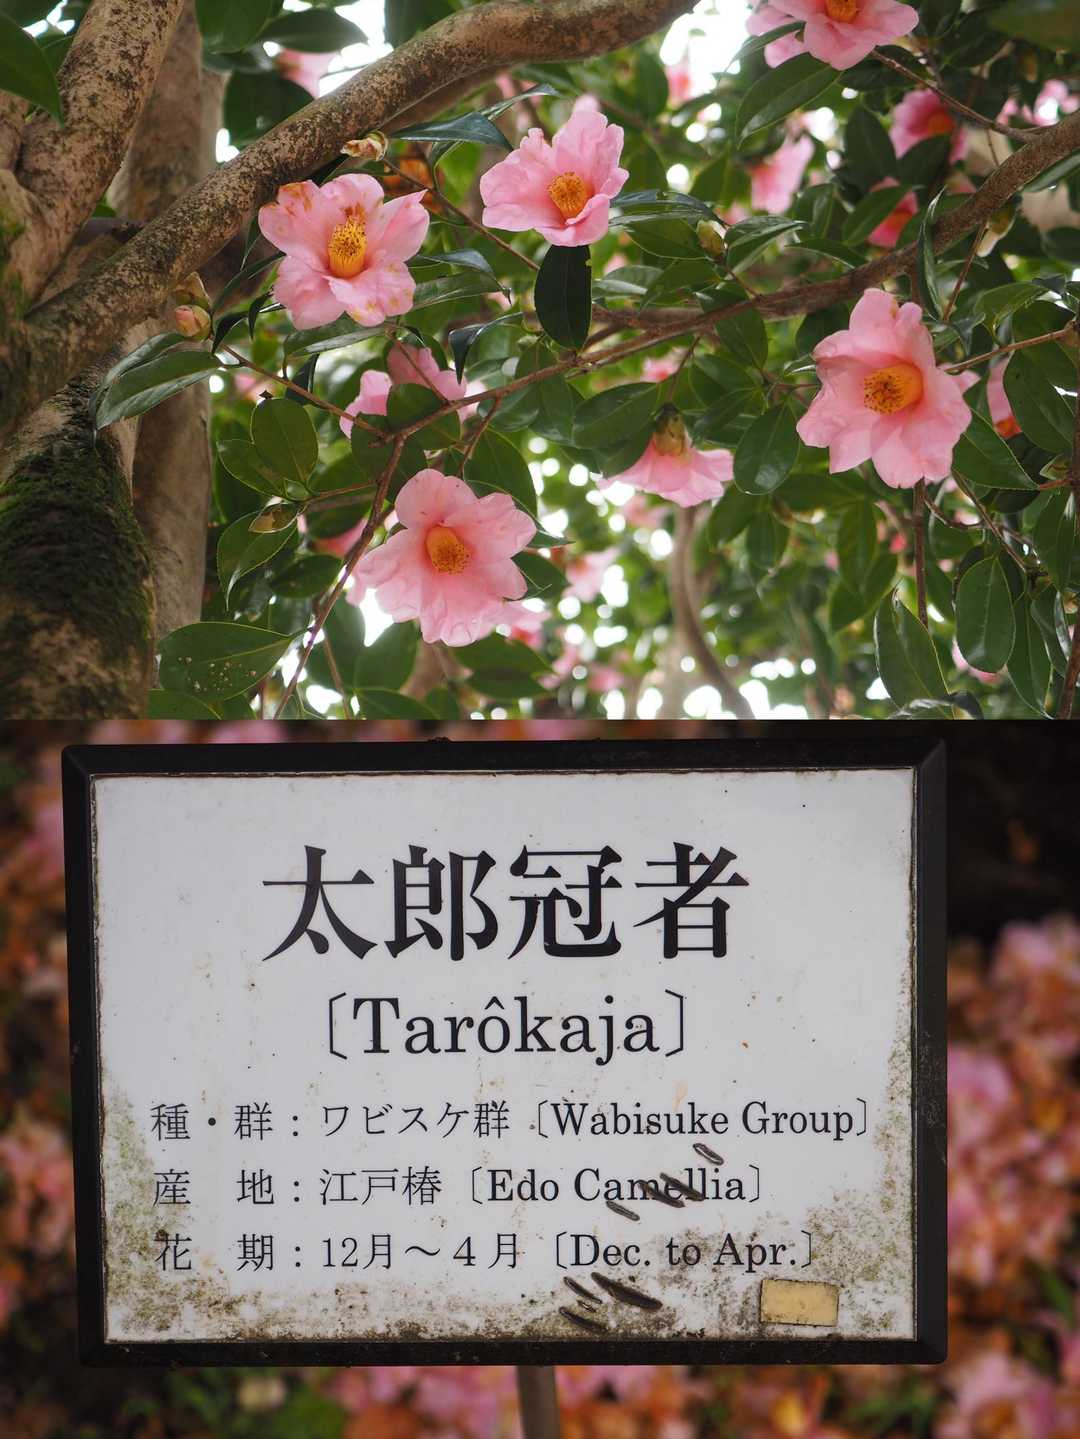 太郎冠者
〔Tarôkaja〕
種・群：ワビスケ群〔Wabisuke Group〕
産　地：江戸椿〔Edo Camellia〕
花　期：12月～４月〔Dec. to Apr.〕